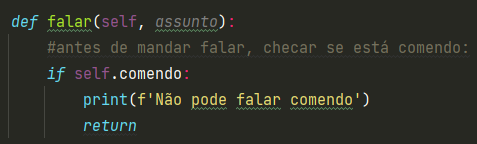 def falar(self, assunto):
    #antes de mandar falar, checar se está comendo:
    if self.comendo:
        print(f'Não pode falar comendo')
        return